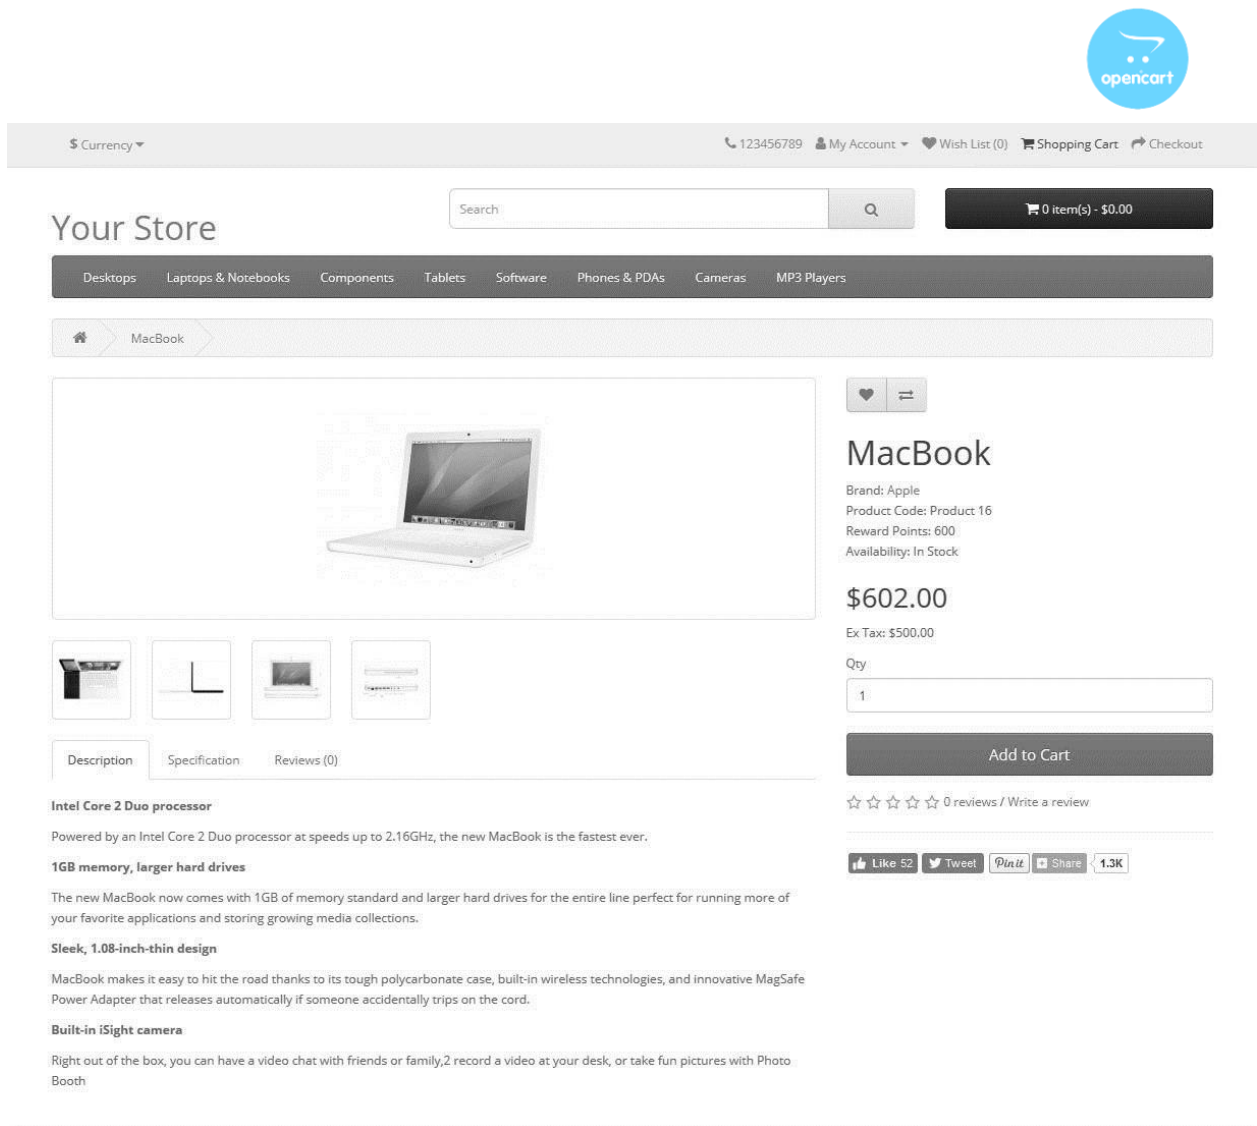 opencart
$ Currency
123456789 My Account Wish List (0) Shopping Cart Checkout
Your Store
Search
0 item(s) - $0.00
Desktops Laptops & Notebooks Components Tablets Software Phones & PDAs Cameras MP3 Players
MacBook
MacBook
Brand: Apple
Product Code: Product 16
Reward Points: 600
Availability: In Stock
$602.00
Ex Tax: $500.00
Qty
1
Add to Cart
0 reviews / Write a review
Like 52 Tweet Pin it Share 1.3K
Description Specification Reviews (0)
Intel Core 2 Duo processor
Powered by an Intel Core 2 Duo processor at speeds up to 2.16GHz, the new MacBook is the fastest ever.
1GB memory, larger hard drives
The new MacBook now comes with 1GB of memory standard and larger hard drives for the entire line perfect for running more of
your favorite applications and storing growing media collections.
Sleek, 1.08-inch-thin design
MacBook makes it easy to hit the road thanks to its tough polycarbonate case, built-in wireless technologies, and innovative MagSafe
Power Adapter that releases automatically if someone accidentally trips on the cord.
Built-in iSight camera
Right out of the box, you can have a video chat with friends or family,2 record a video at your desk, or take fun pictures with Photo
Booth